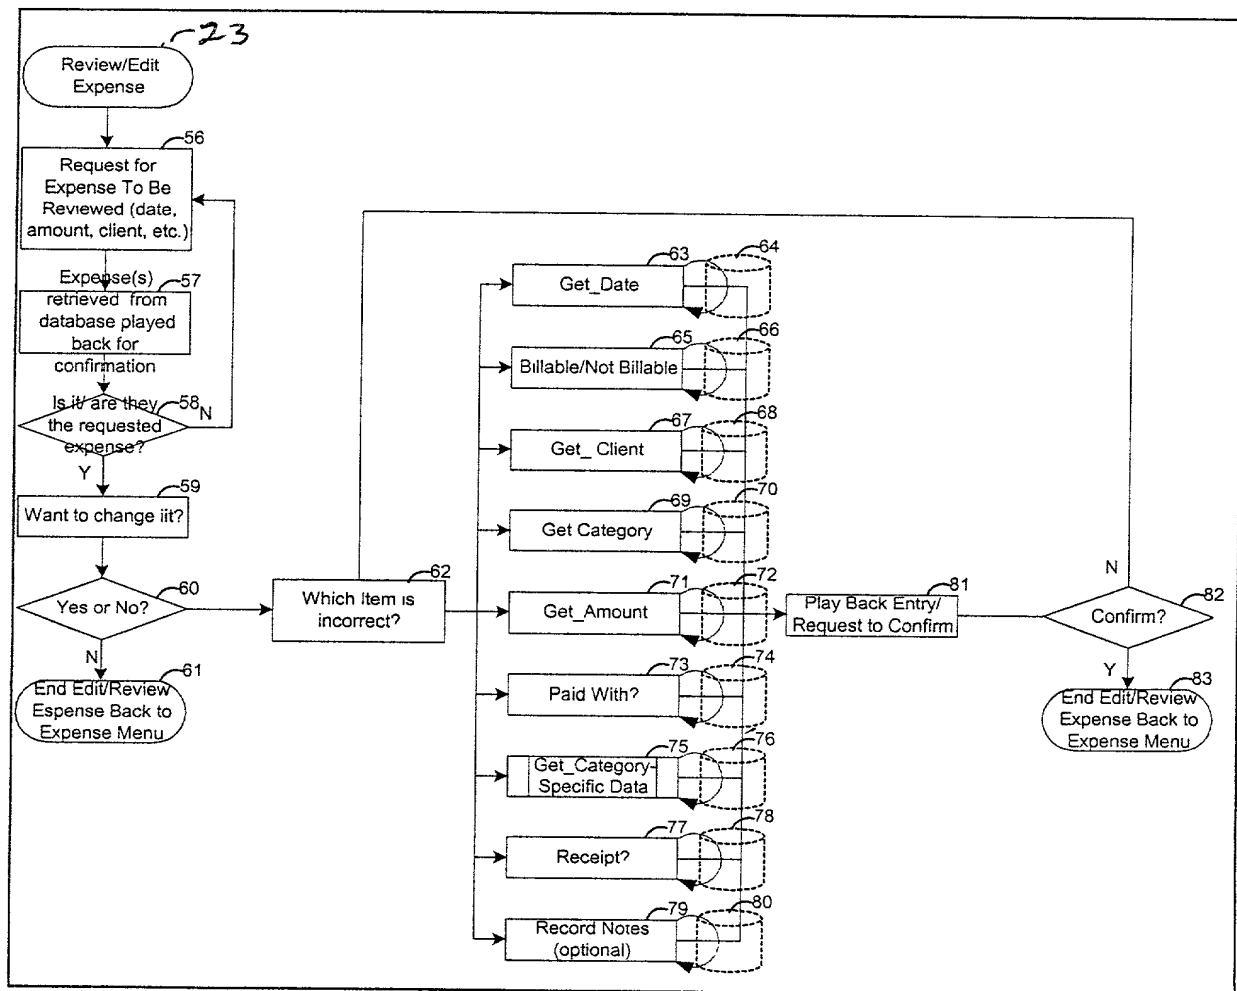 23
Review/Edit
Expense
56
Request for
Expense To Be
Reviewed (date,
amount, client, etc.)
57
Expense(s)
retrieved from
database played
back for
confirmation
58
Is it/ are they
the requested
expense?
N
Y
59
Want to change iit?
60
Yes or No?
N
61
End Edit/Review
Espense Back to
Expense Menu
62
Which Item is
incorrect?
63
Get_Date
64
65
Billable/Not Billable
66
67
Get_ Client
68
69
Get Category
70
71
Get_Amount
72
73
Paid With?
74
75
Get_Category-
Specific Data
76
77
Receipt?
78
79
Record Notes
(optional)
80
81
Play Back Entry/
Request to Confirm
N
82
Confirm?
Y
83
End Edit/Review
Expense Back to
Expense Menu